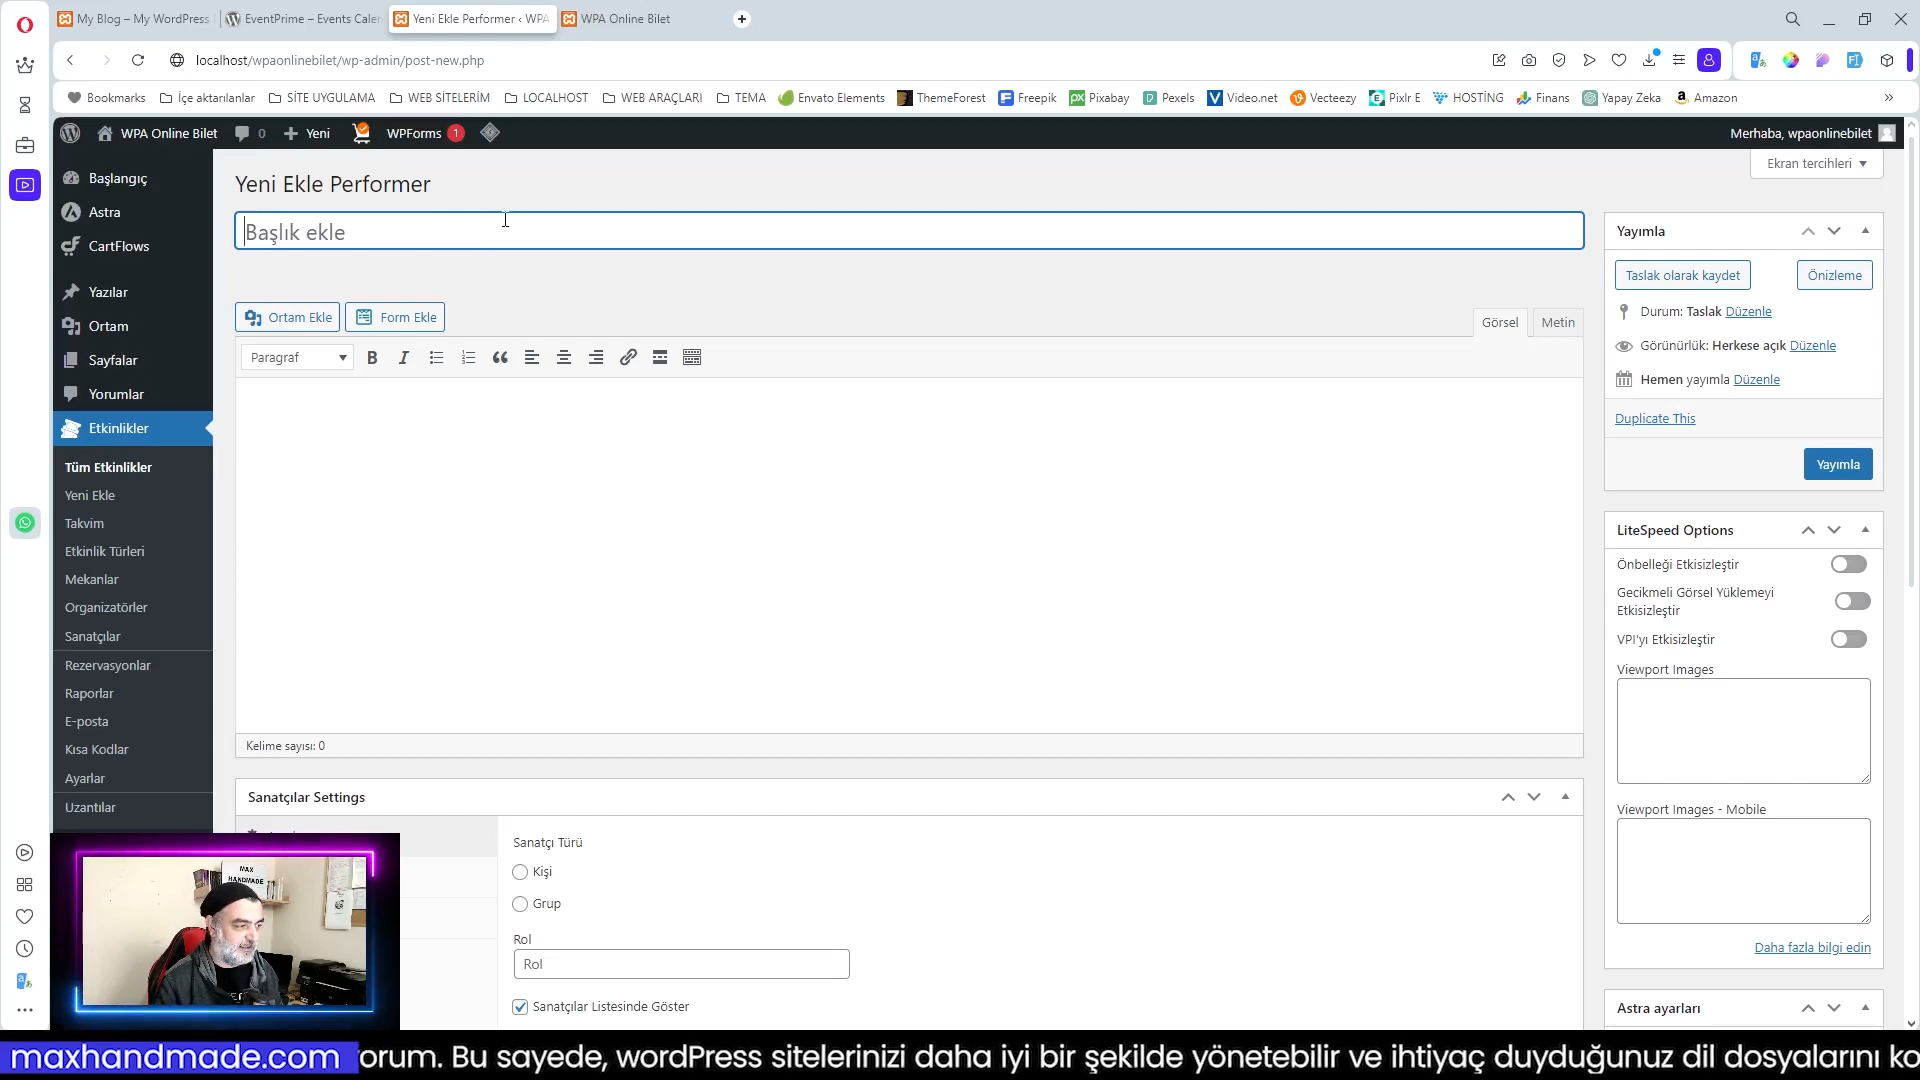 My Blog – My WordPress
EventPrime – Events Calen
Yeni Ekle Performer ‹ WPA
WPA Online Bilet
localhost/wpaonlinebilet/wp-admin/post-new.php
Bookmarks
İçe aktarılanlar
SİTE UYGULAMA
WEB SİTELERİM
LOCALHOST
WEB ARAÇLARI
TEMA
Envato Elements
ThemeForest
Freepik
Pixabay
Pexels
Video.net
Vecteezy
Pixlr E
HOSTİNG
Finans
Yapay Zeka
Amazon
WPA Online Bilet
0
Yeni
WPForms 1
Merhaba, wpaonlinebilet
Ekran tercihleri
Başlangıç
Astra
CartFlows
Yazılar
Ortam
Sayfalar
Yorumlar
Etkinlikler
Tüm Etkinlikler
Yeni Ekle
Takvim
Etkinlik Türleri
Mekanlar
Organizatörler
Sanatçılar
Rezervasyonlar
Raporlar
E-posta
Kısa Kodlar
Ayarlar
Uzantılar
Yeni Ekle Performer
Başlık ekle
Ortam Ekle
Form Ekle
Görsel
Metin
Paragraf
Kelime sayısı: 0
Sanatçılar Settings
Sanatçı Türü
Kişi
Grup
Rol
Rol
Sanatçılar Listesinde Göster
Yayımla
Taslak olarak kaydet
Önizleme
Durum: Taslak Düzenle
Görünürlük: Herkese açık Düzenle
Hemen yayımla Düzenle
Duplicate This
Yayımla
LiteSpeed Options
Önbelleği Etkisizleştir
Gecikmeli Görsel Yüklemeyi
Etkisizleştir
VPI'yı Etkisizleştir
Viewport Images
Viewport Images - Mobile
Daha fazla bilgi edin
Astra ayarları
MAX
HANDMADE
maxhandmade.com
orum. Bu sayede, wordPress sitelerinizi daha iyi bir şekilde yönetebilir ve ihtiyaç duyduğunuz dil dosyalarını ko